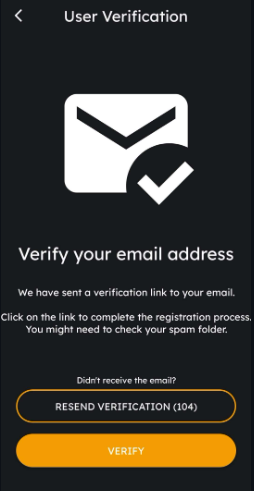 User Verification
Verify your email address
We have sent a verification link to your email.
Click on the link to complete the registration process.
You might need to check your spam folder.
Didn't receive the email?
RESEND VERIFICATION (104)
VERIFY